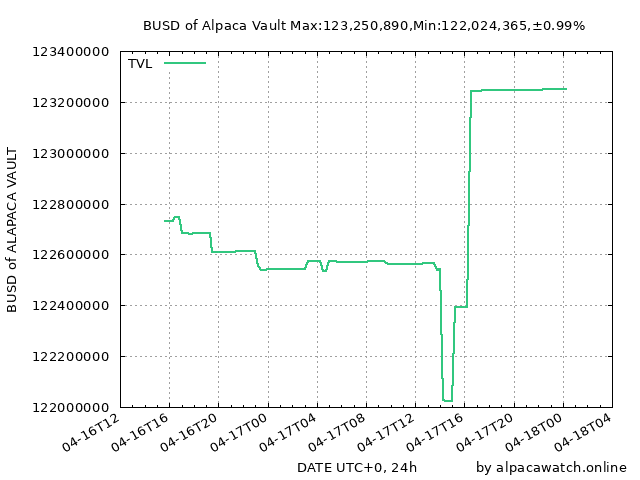 BUSD of Alpaca Vault Max:123,250,890,Min:122,024,365,±0.99%
TVL
123400000
123200000
123000000
122800000
122600000
122400000
122200000
122000000
BUSD of ALAPACA VAULT
04-16T12
04-16T16
04-16T20
04-17T00
04-17T04
04-17T08
04-17T12
04-17T16
04-17T20
04-18T00
04-18T04
DATE UTC+0, 24h
by alpacawatch.online